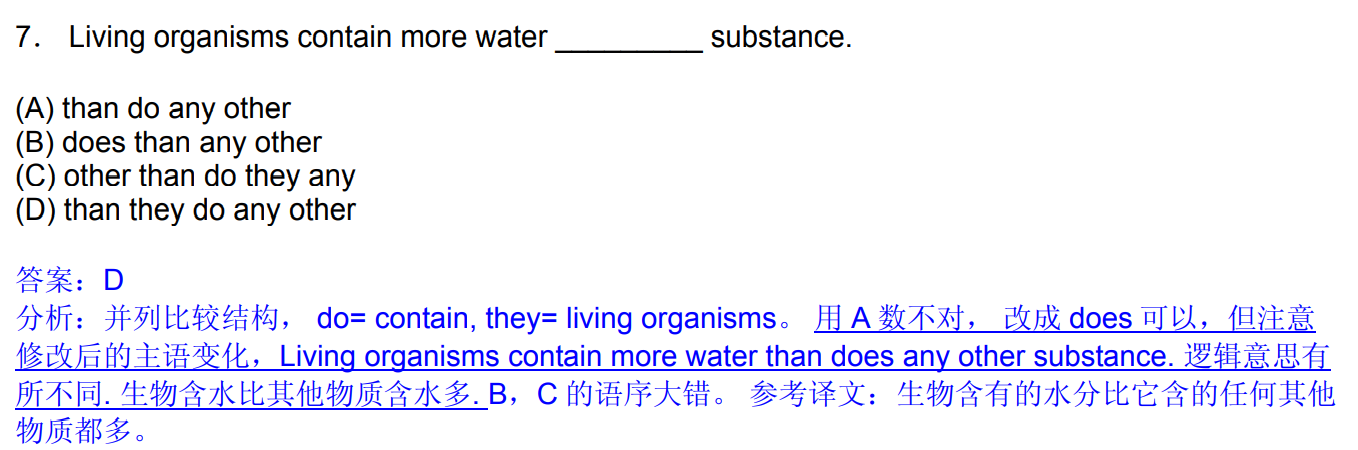 7． Living organisms contain more water _________ substance.
(A) than do any other
(B) does than any other
(C) other than do they any
(D) than they do any other
答案：D
分析：并列比较结构， do= contain, they= living organisms。 用 A 数不对， 改成 does 可以，但注意
修改后的主语变化，Living organisms contain more water than does any other substance. 逻辑意思有
所不同. 生物含水比其他物质含水多. B，C 的语序大错。 参考译文：生物含有的水分比它含的任何其他
物质都多。